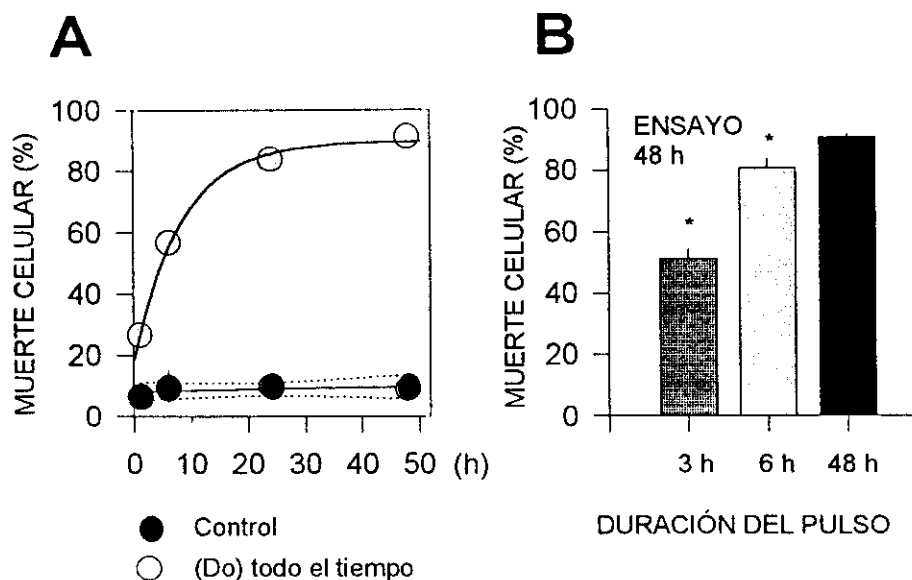 A
MUERTE CELULAR (%)
100
80
60
40
20
0
0 10 20 30 40 50 (h)
Control
(Do) todo el tiempo
B
MUERTE CELULAR (%)
100
80
60
40
20
0
ENSAYO
48 h
*
*
3 h 6 h 48 h
DURACIÓN DEL PULSO